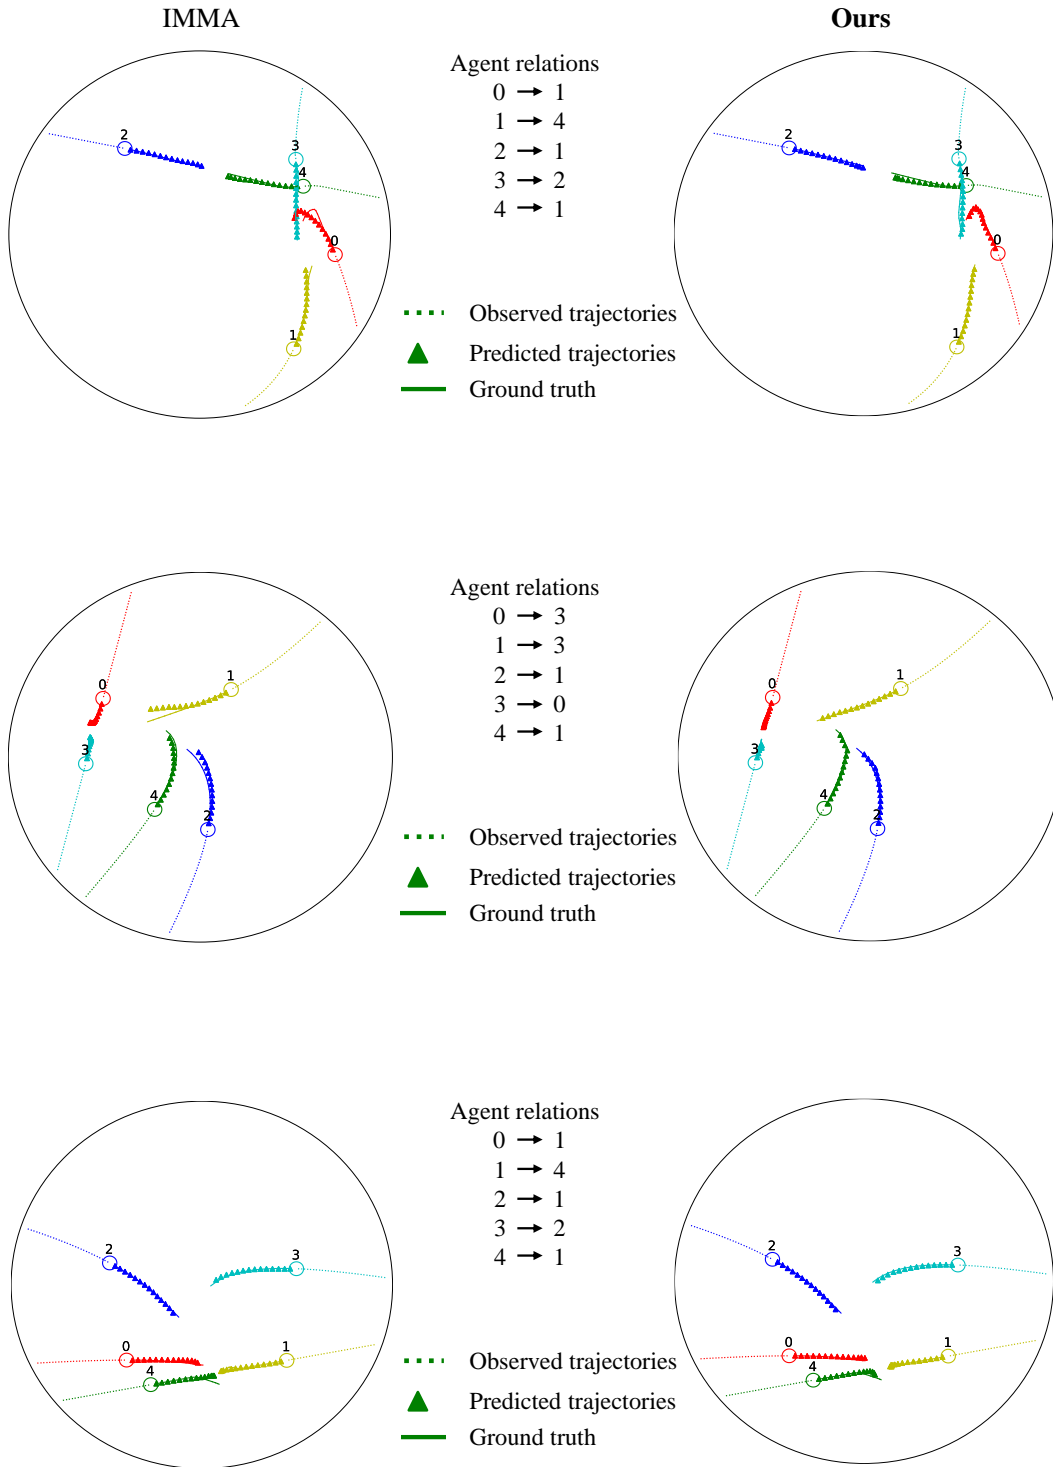 IMMA
Ours
Agent relations
0 → 1
1 → 4
2 → 1
3 → 2
4 → 1
2
3
4
0
1
2
3
4
0
1
Observed trajectories
Predicted trajectories
Ground truth
Agent relations
0 → 3
1 → 3
2 → 1
3 → 0
4 → 1
0
1
3
4
2
0
1
3
4
2
Observed trajectories
Predicted trajectories
Ground truth
Agent relations
0 → 1
1 → 4
2 → 1
3 → 2
4 → 1
2
3
0
1
4
2
3
0
1
4
Observed trajectories
Predicted trajectories
Ground truth